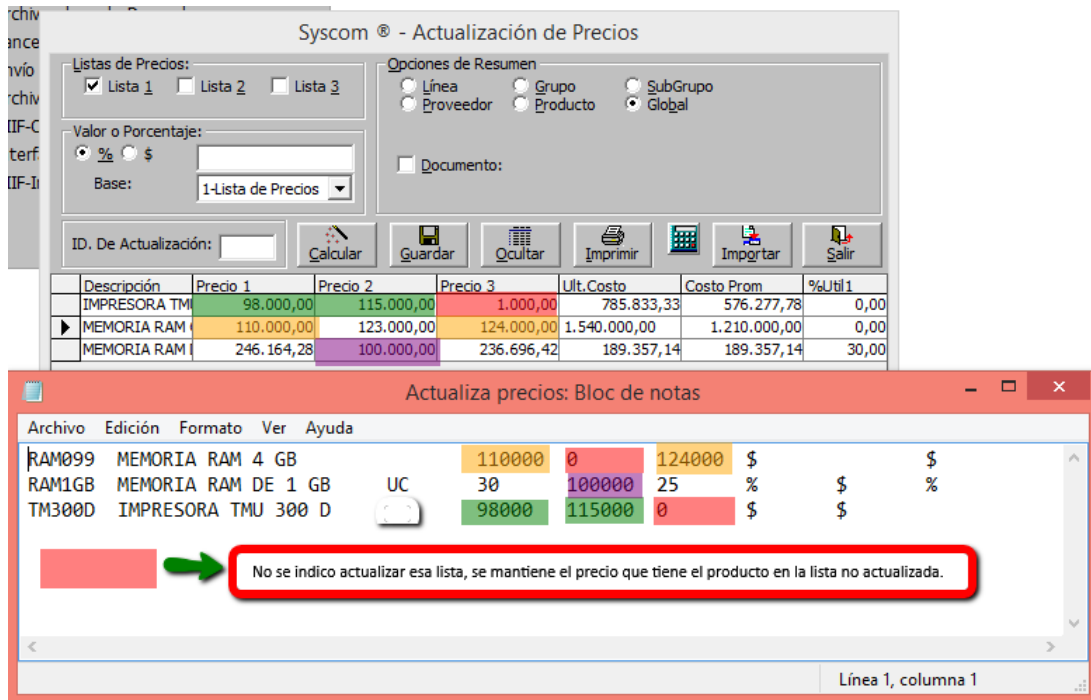 Syscom ® - Actualización de Precios
Listas de Precios:
Lista 1 Lista 2 Lista 3
Opciones de Resumen
Línea Grupo SubGrupo
Proveedor Producto Global
Valor o Porcentaje:
% $
Base: 1-Lista de Precios
Documento:
ID. De Actualización:
Calcular Guardar Ocultar Imprimir Importar Salir
Descripción Precio 1 Precio 2 Precio 3 Ult.Costo Costo Prom %Util1
IMPRESORA TMU 98.000,00 115.000,00 1.000,00 785.833,33 576.277,78 0,00
MEMORIA RAM 110.000,00 123.000,00 124.000,00 1.540.000,00 1.210.000,00 0,00
MEMORIA RAM 246.164,28 100.000,00 236.696,42 189.357,14 189.357,14 30,00
Actualiza precios: Bloc de notas
Archivo Edición Formato Ver Ayuda
RAM099 MEMORIA RAM 4 GB 110000 0 124000 $ $
RAM1GB MEMORIA RAM DE 1 GB UC 30 100000 25 % $ %
TM300D IMPRESORA TMU 300 D 98000 115000 0 $ $
No se indico actualizar esa lista, se mantiene el precio que tiene el producto en la lista no actualizada.
Línea 1, columna 1